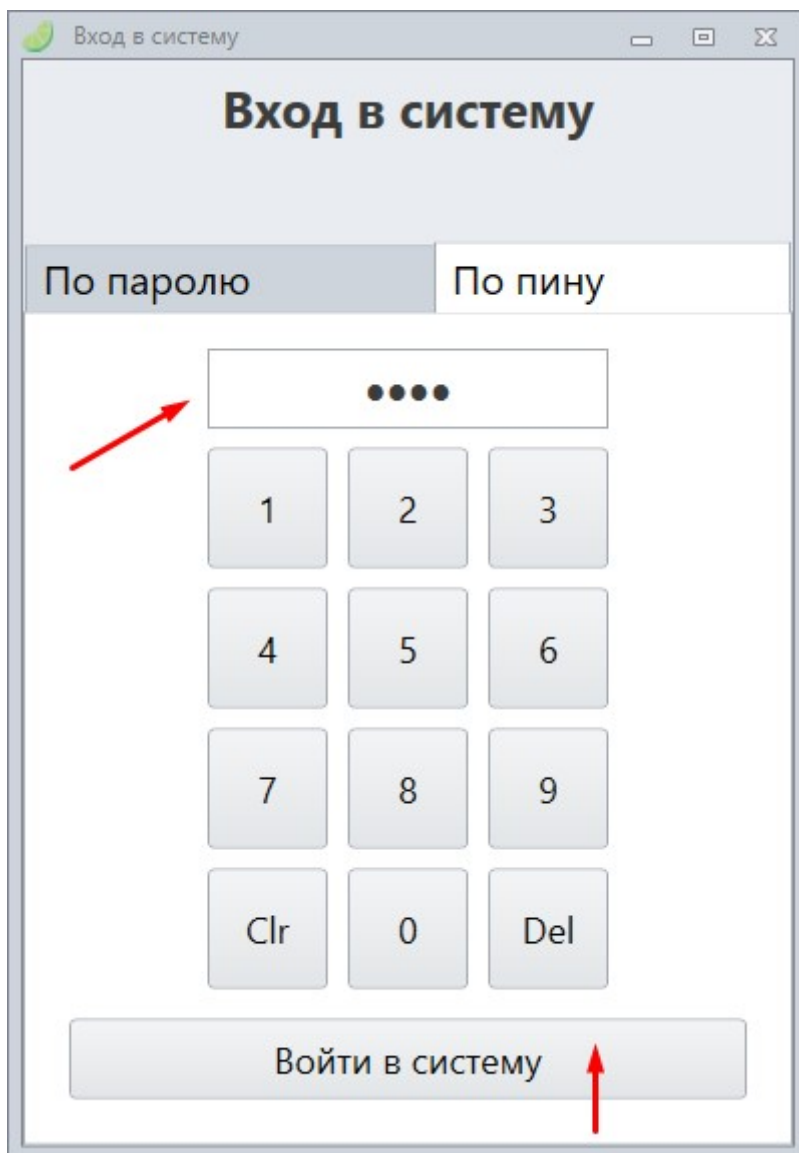 Вход в систему
Вход в систему
По паролю По пину
••••
1 2 3
4 5 6
7 8 9
Clr 0 Del
Войти в систему